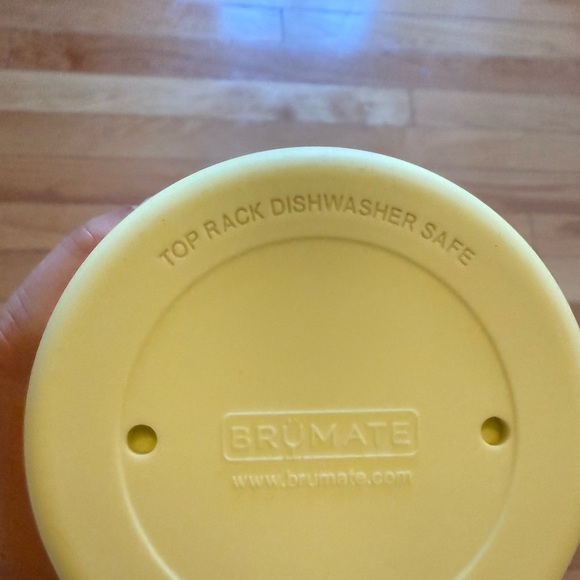 TOP RACK DISHWASHER SAFE
BRÜMATE
www.brumate.com